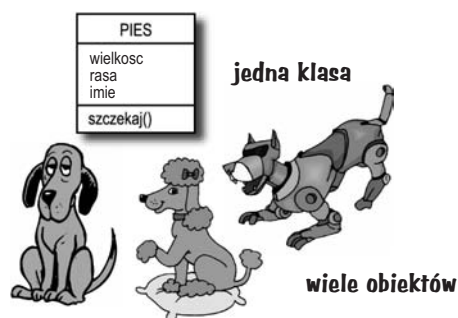 PIES
wielkosc
rasa
imie
szczekaj()
jedna klasa
wiele obiektów